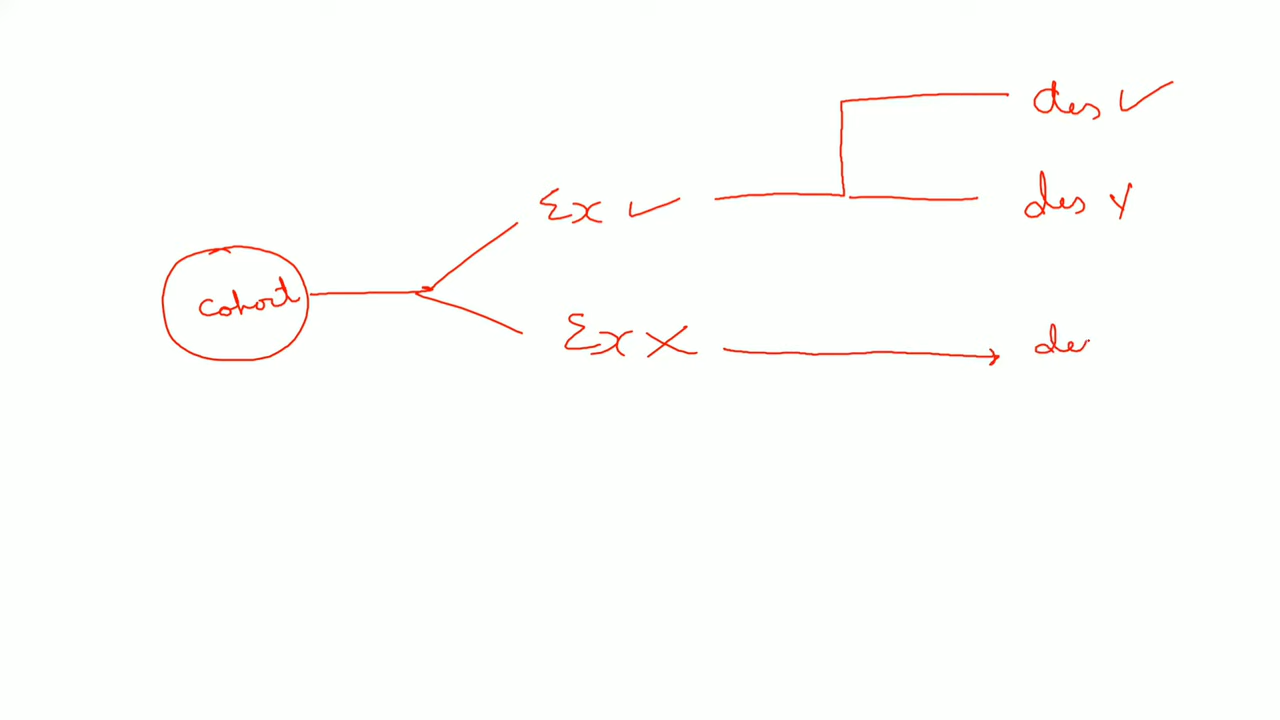 des ✓
Ex ✓
des ✗
cohort
Ex ✗
de